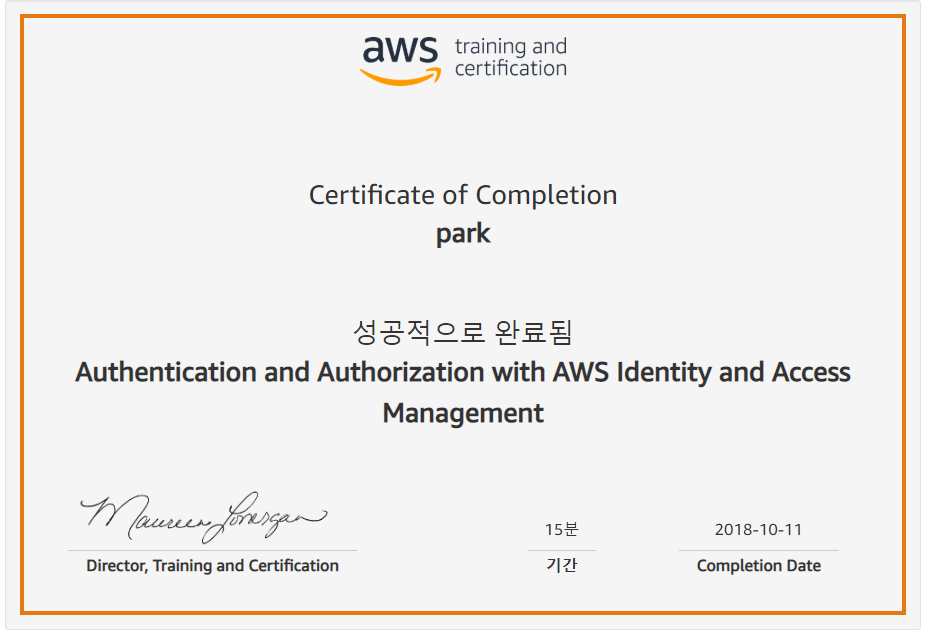 aws training and
certification
Certificate of Completion
park
성공적으로 완료됨
Authentication and Authorization with AWS Identity and Access
Management
Maureen Lonergan
15분
2018-10-11
Director, Training and Certification
기간
Completion Date